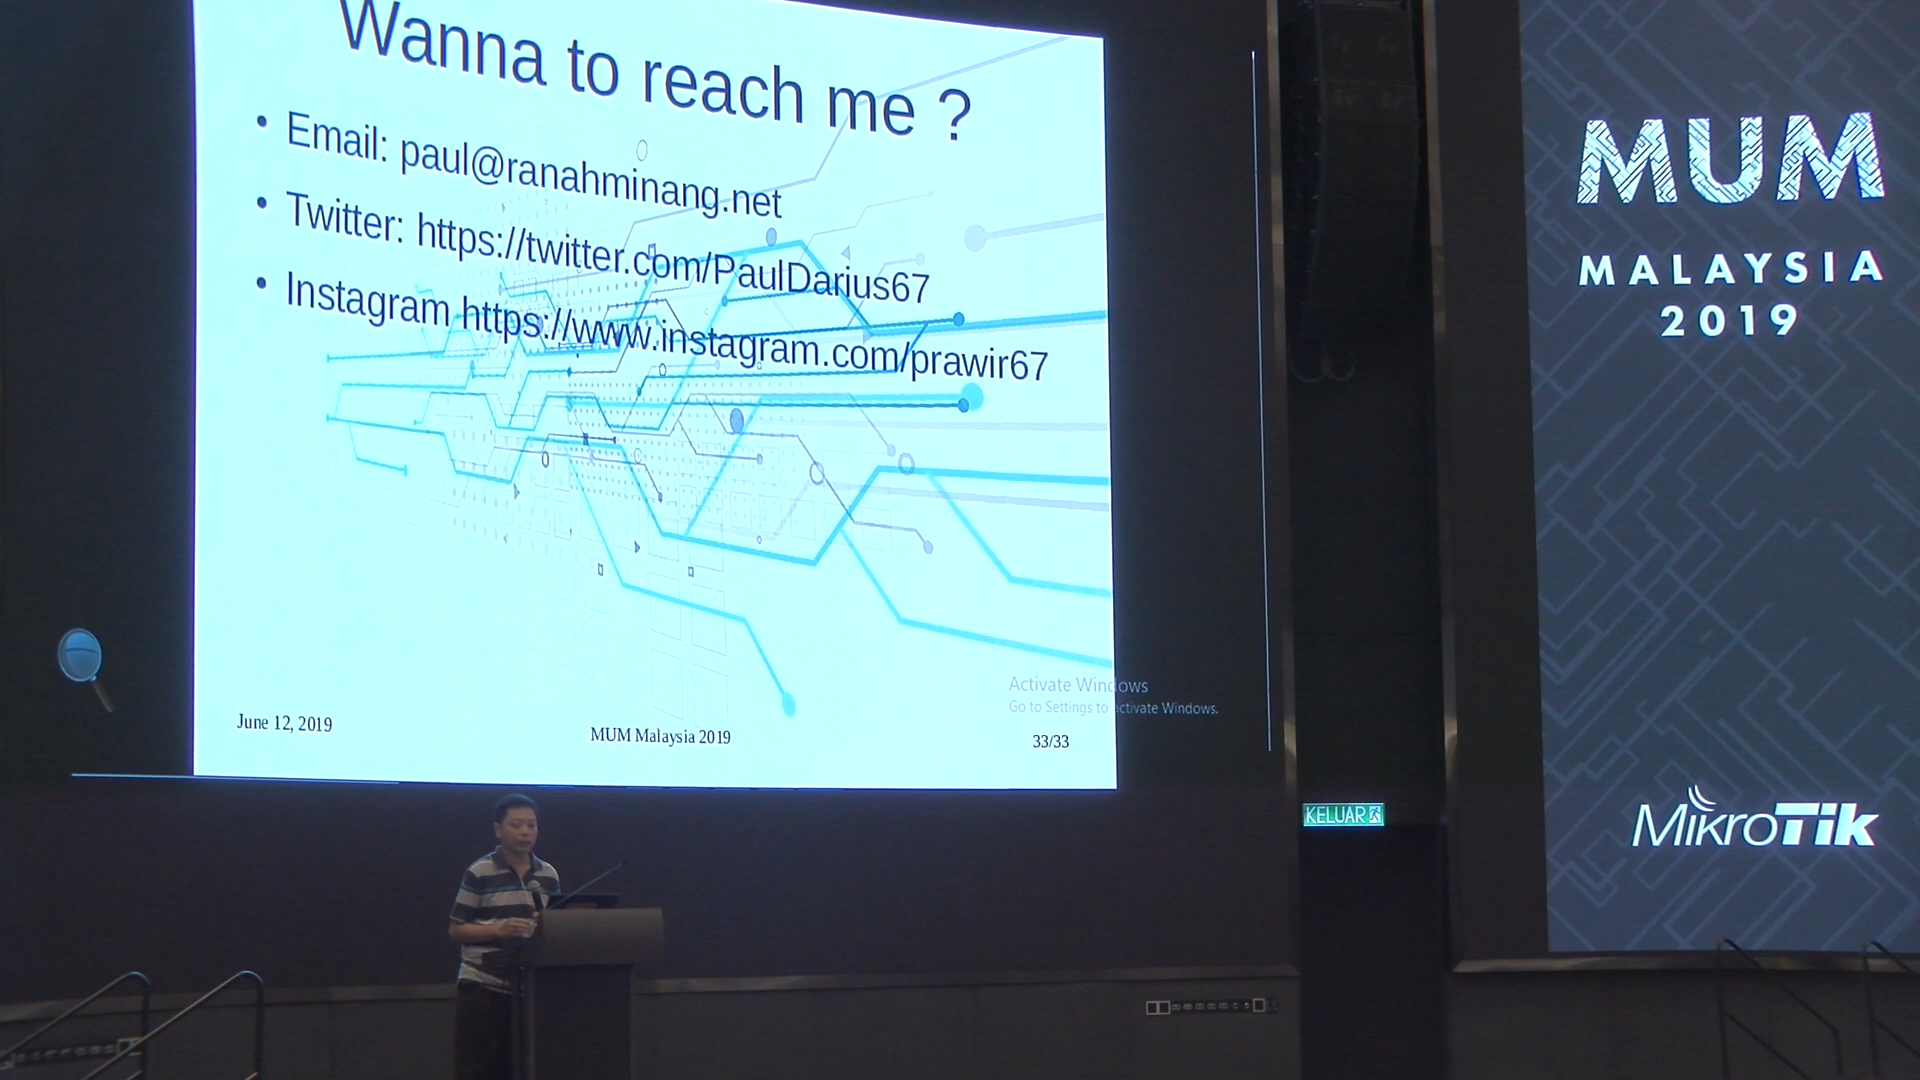 Wanna to reach me ?
• Email: paul@ranahminang.net
• Twitter: https://twitter.com/PaulDarius67
• Instagram https://www.instagram.com/prawir67
Activate Windows
Go to Settings to activate Windows.
June 12, 2019
MUM Malaysia 2019
33/33
MUM
MALAYSIA
2019
KELUAR
MikroTik